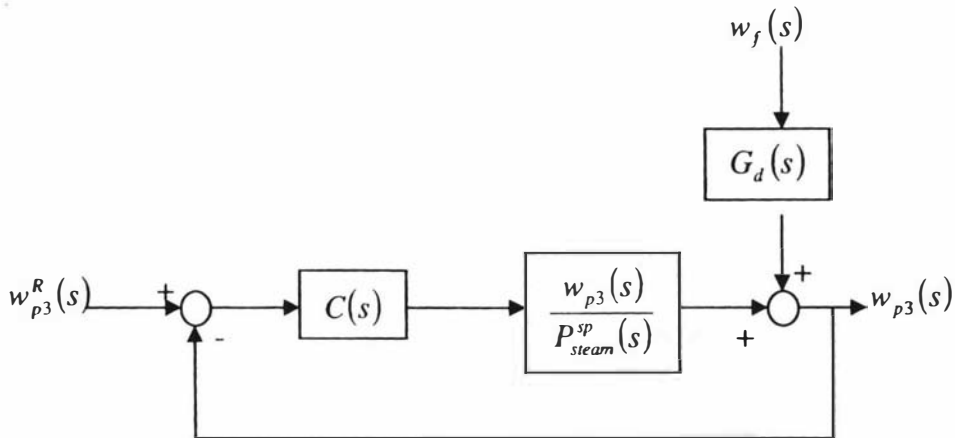 w_f(s)
G_d(s)
+
w_{p3}^R(s)
+
C(s)
w_{p3}(s)
P_{steam}^{sp}(s)
w_{p3}(s)
-
+